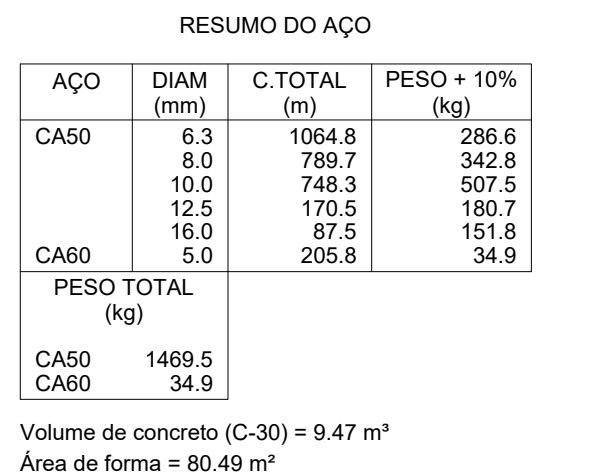 RESUMO DO AÇO
AÇO DIAM C.TOTAL PESO + 10%
(mm) (m) (kg)
CA50 6.3 1064.8 286.6
8.0 789.7 342.8
10.0 748.3 507.5
12.5 170.5 180.7
16.0 87.5 151.8
CA60 5.0 205.8 34.9
PESO TOTAL
(kg)
CA50 1469.5
CA60 34.9
Volume de concreto (C-30) = 9.47 m³
Área de forma = 80.49 m²